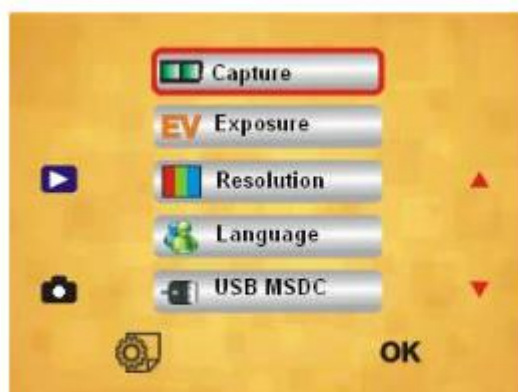 Capture
EV Exposure
Resolution
Language
USB MSDC
OK